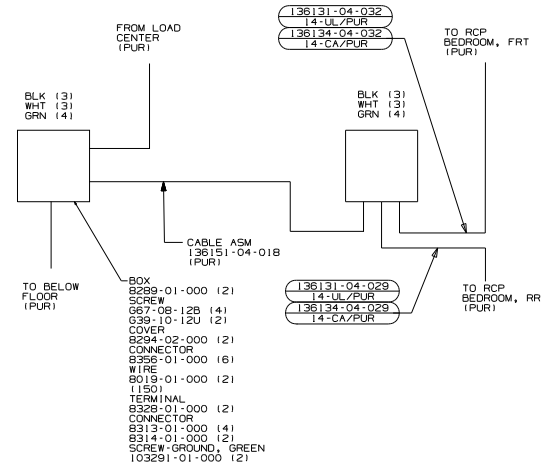 136131-04-032
14-UL/PUR
136134-04-032
14-CA/PUR
FROM LOAD
CENTER
(PUR)
TO RCP
BEDROOM, FRT
(PUR)
BLK (3)
WHT (3)
GRN (4)
BLK (3)
WHT (3)
GRN (4)
CABLE ASM
136151-04-018
(PUR)
TO BELOW
FLOOR
(PUR)
136131-04-029
14-UL/PUR
136134-04-029
14-CA/PUR
TO RCP
BEDROOM, RR
(PUR)
BOX
8289-01-000 (2)
SCREW
G67-08-12B (4)
G39-10-12U (2)
COVER
8294-02-000 (2)
CONNECTOR
8356-01-000 (6)
WIRE
8019-01-000 (2)
(150)
TERMINAL
8328-01-000 (2)
CONNECTOR
8313-01-000 (4)
8314-01-000 (2)
SCREW-GROUND, GREEN
103291-01-000 (2)